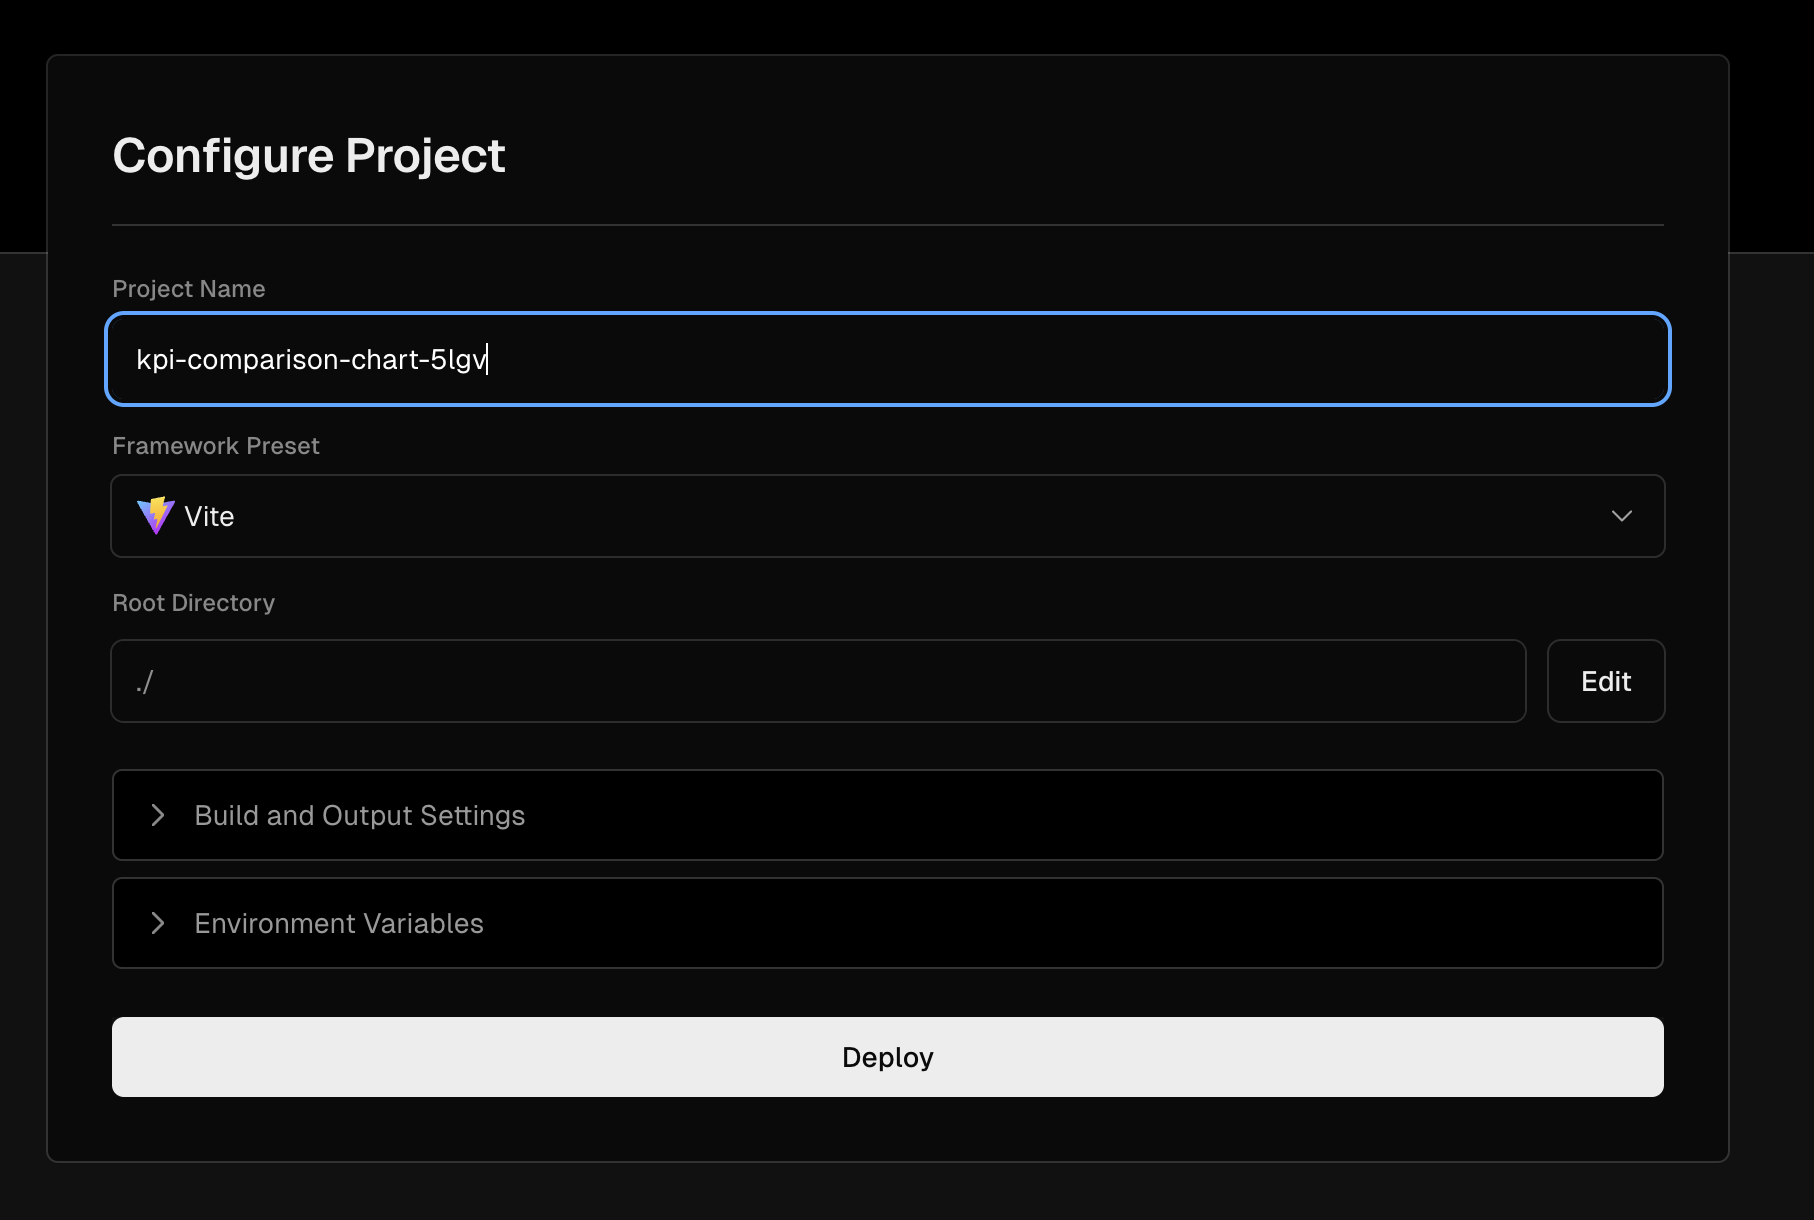 Configure Project
Project Name
kpi-comparison-chart-5lgv
Framework Preset
Vite
Root Directory
./
Edit
Build and Output Settings
Environment Variables
Deploy